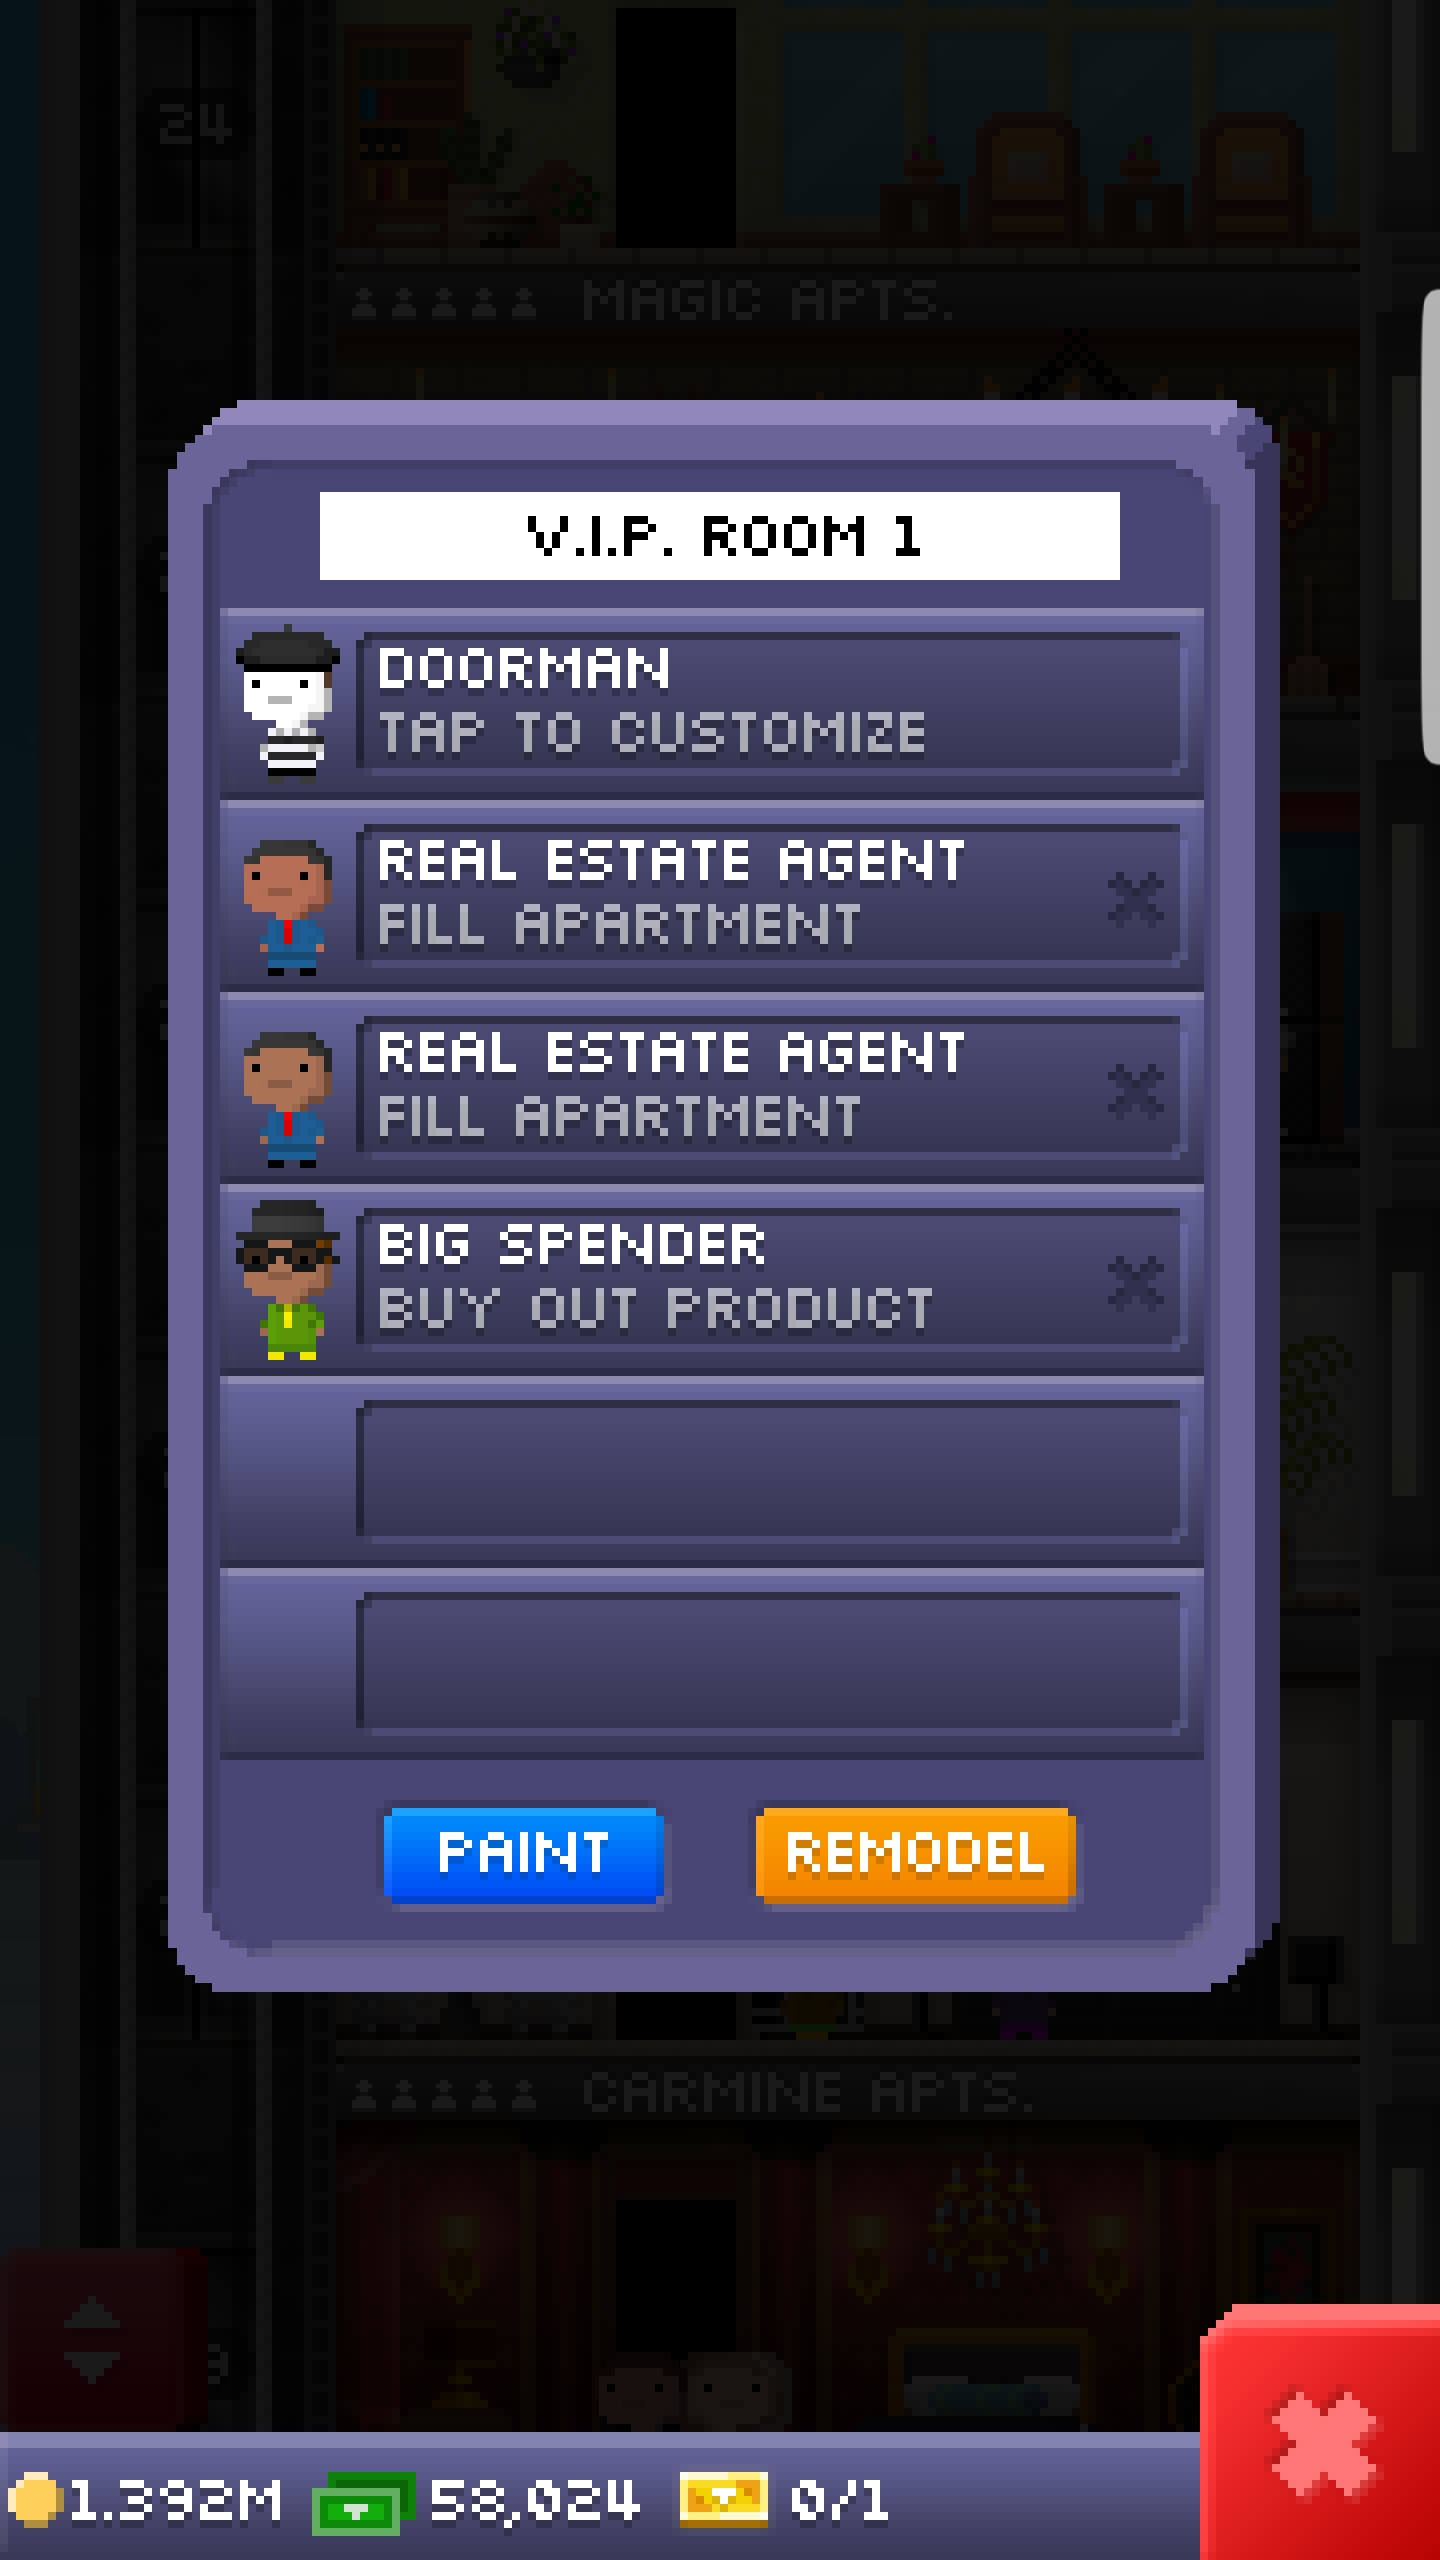 24
MAGIC APTS.
V.I.P. ROOM 1
DOORMAN
TAP TO CUSTOMIZE
REAL ESTATE AGENT
FILL APARTMENT
REAL ESTATE AGENT
FILL APARTMENT
BIG SPENDER
BUY OUT PRODUCT
PAINT
REMODEL
CARMINE APTS.
1.392M
58,024
0/1